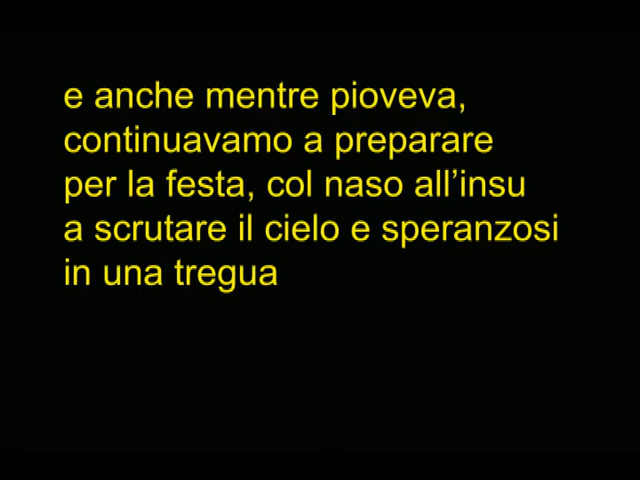 e anche mentre pioveva,
continuavamo a preparare
per la festa, col naso all’insu
a scrutare il cielo e speranzosi
in una tregua